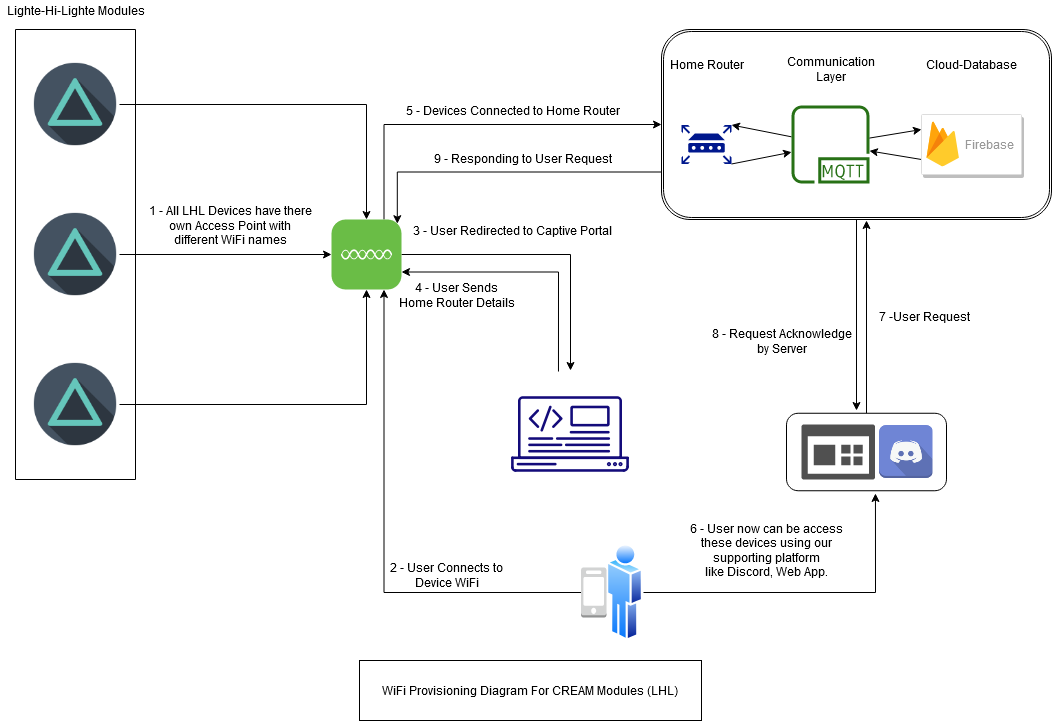 Lighte-Hi-Lighte Modules
Home Router
Communication
Layer
Cloud-Database
MQTT
Firebase
5 - Devices Connected to Home Router
9 - Responding to User Request
1 - All LHL Devices have there
own Access Point with
different WiFi names
3 - User Redirected to Captive Portal
4 - User Sends
Home Router Details
7 -User Request
8 - Request Acknowledge
by Server
6 - User now can be access
these devices using our
supporting platform
like Discord, Web App.
2 - User Connects to
Device WiFi
WiFi Provisioning Diagram For CREAM Modules (LHL)